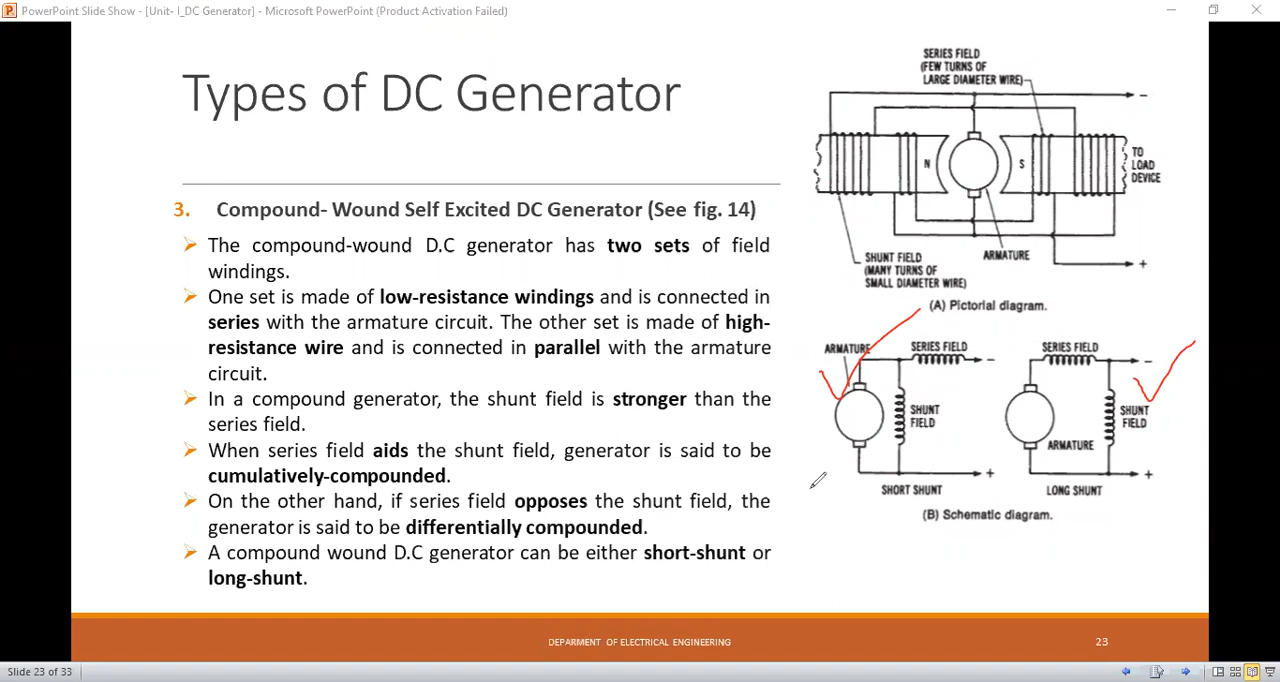 PowerPoint Slide Show - [Unit- I_DC Generator] - Microsoft PowerPoint (Product Activation Failed)
Types of DC Generator
3. Compound- Wound Self Excited DC Generator (See fig. 14)
The compound-wound D.C generator has two sets of field
windings.
One set is made of low-resistance windings and is connected in
series with the armature circuit. The other set is made of high-
resistance wire and is connected in parallel with the armature
circuit.
In a compound generator, the shunt field is stronger than the
series field.
When series field aids the shunt field, generator is said to be
cumulatively-compounded.
On the other hand, if series field opposes the shunt field, the
generator is said to be differentially compounded.
A compound wound D.C generator can be either short-shunt or
long-shunt.
SERIES FIELD
(FEW TURNS OF
LARGE DIAMETER WIRE)
-
N
S
TO
LOAD
DEVICE
SHUNT FIELD
(MANY TURNS OF
SMALL DIAMETER WIRE)
ARMATURE
+
(A) Pictorial diagram.
ARMATURE
SERIES FIELD
-
SHUNT
FIELD
+
SHORT SHUNT
SERIES FIELD
-
SHUNT
FIELD
ARMATURE
+
LONG SHUNT
(B) Schematic diagram.
DEPARMENT OF ELECTRICAL ENGINEERING
23
Slide 23 of 33